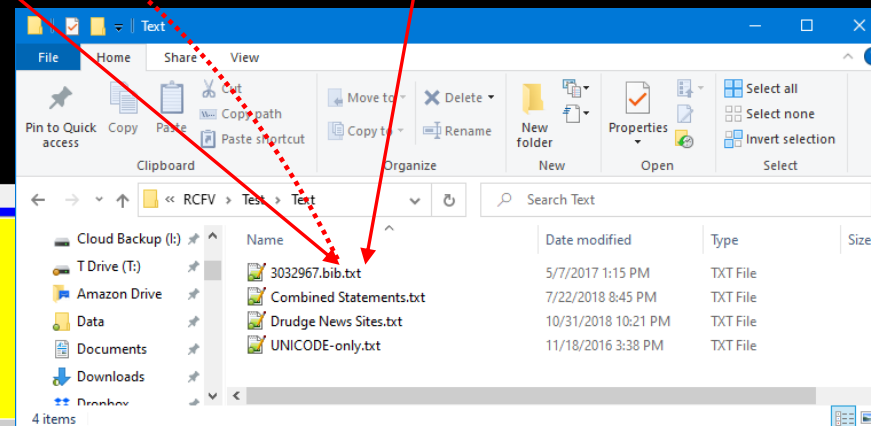 Text
File Home Share View
Pin to Quick access
Copy
Paste
Cut
Copy path
Paste shortcut
Clipboard
Move to
Copy to
Delete
Rename
Organize
New folder
New
Properties
Open
Select all
Select none
Invert selection
Select
« RCFV › Test › Text
Search Text
Cloud Backup (I:)
T Drive (T:)
Amazon Drive
Data
Documents
Downloads
Dropbox
Name Date modified Type Size
3032967.bib.txt 5/7/2017 1:15 PM TXT File
Combined Statements.txt 7/22/2018 8:45 PM TXT File
Drudge News Sites.txt 10/31/2018 10:21 PM TXT File
UNICODE-only.txt 11/18/2016 3:38 PM TXT File
4 items